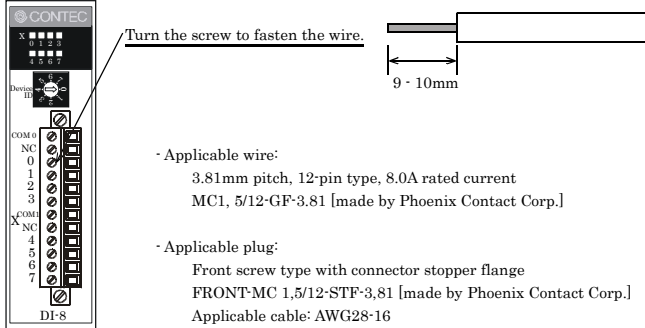 CONTEC
X
0 1 2 3
4 5 6 7
Device
ID
COM 0
NC
0
1
2
3
X
COM1
NC
4
5
6
7
DI-8
Turn the screw to fasten the wire.
9 - 10mm
- Applicable wire:
3.81mm pitch, 12-pin type, 8.0A rated current
MC1, 5/12-GF-3.81 [made by Phoenix Contact Corp.]
- Applicable plug:
Front screw type with connector stopper flange
FRONT-MC 1,5/12-STF-3,81 [made by Phoenix Contact Corp.]
Applicable cable: AWG28-16